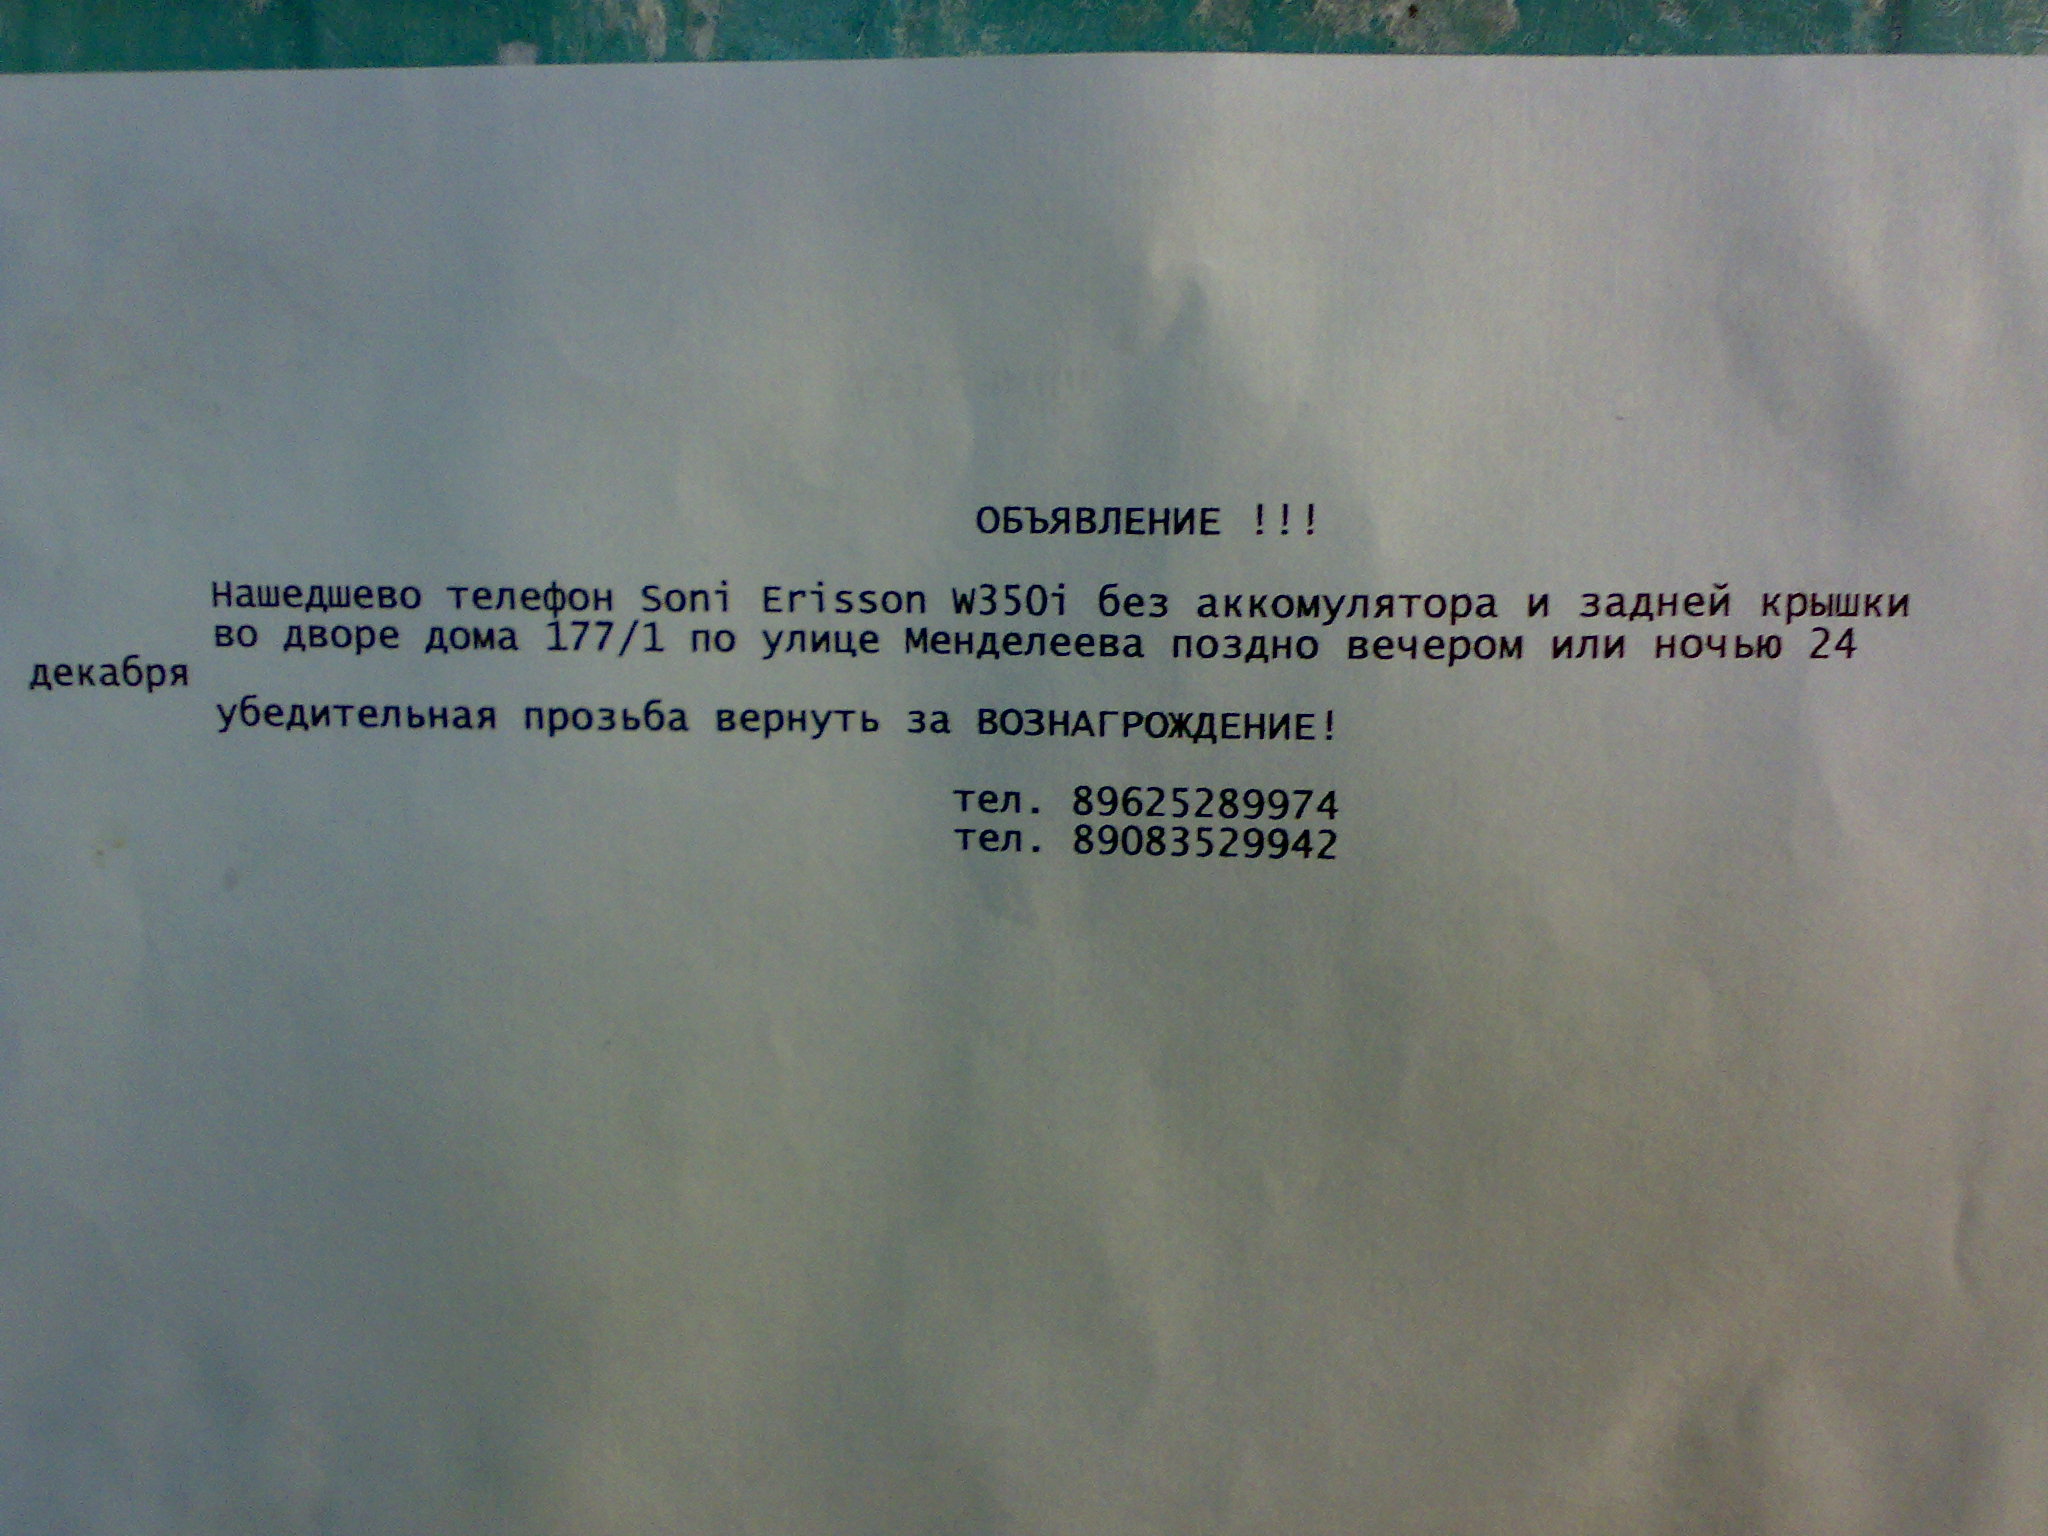 ОБЪЯВЛЕНИЕ !!!
Нашедшево телефон Soni Erisson W350i без аккомулятора и задней крышки
во дворе дома 177/1 по улице Менделеева поздно вечером или ночью 24
декабря
убедительная прозьба вернуть за ВОЗНАГРОЖДЕНИЕ!
тел. 89625289974
тел. 89083529942